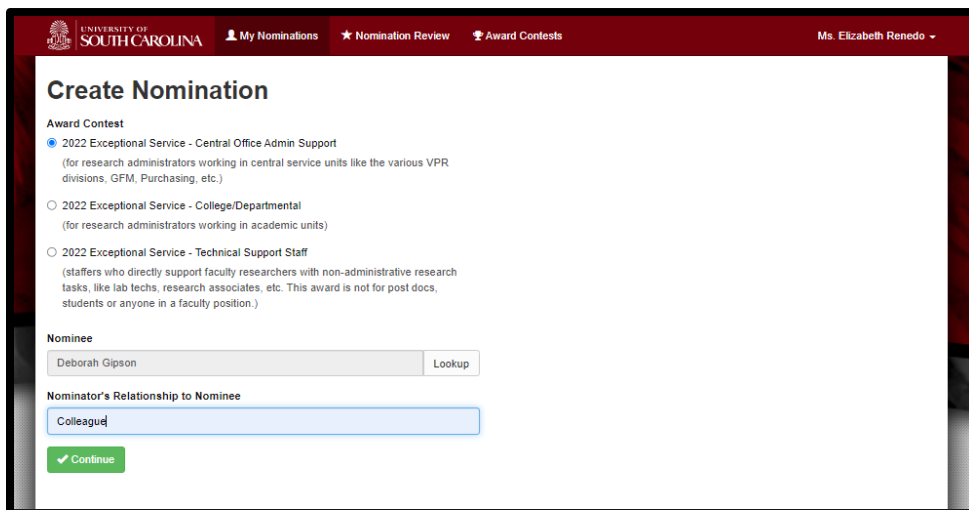 UNIVERSITY OF
SOUTH CAROLINA
My Nominations
Nomination Review
Award Contests
Ms. Elizabeth Renedo
Create Nomination
Award Contest
2022 Exceptional Service - Central Office Admin Support
(for research administrators working in central service units like the various VPR
divisions, GFM, Purchasing, etc.)
2022 Exceptional Service - College/Departmental
(for research administrators working in academic units)
2022 Exceptional Service - Technical Support Staff
(staffers who directly support faculty researchers with non-administrative research
tasks, like lab techs, research associates, etc. This award is not for post docs,
students or anyone in a faculty position.)
Nominee
Deborah Gipson
Lookup
Nominator's Relationship to Nominee
Colleague
Continue